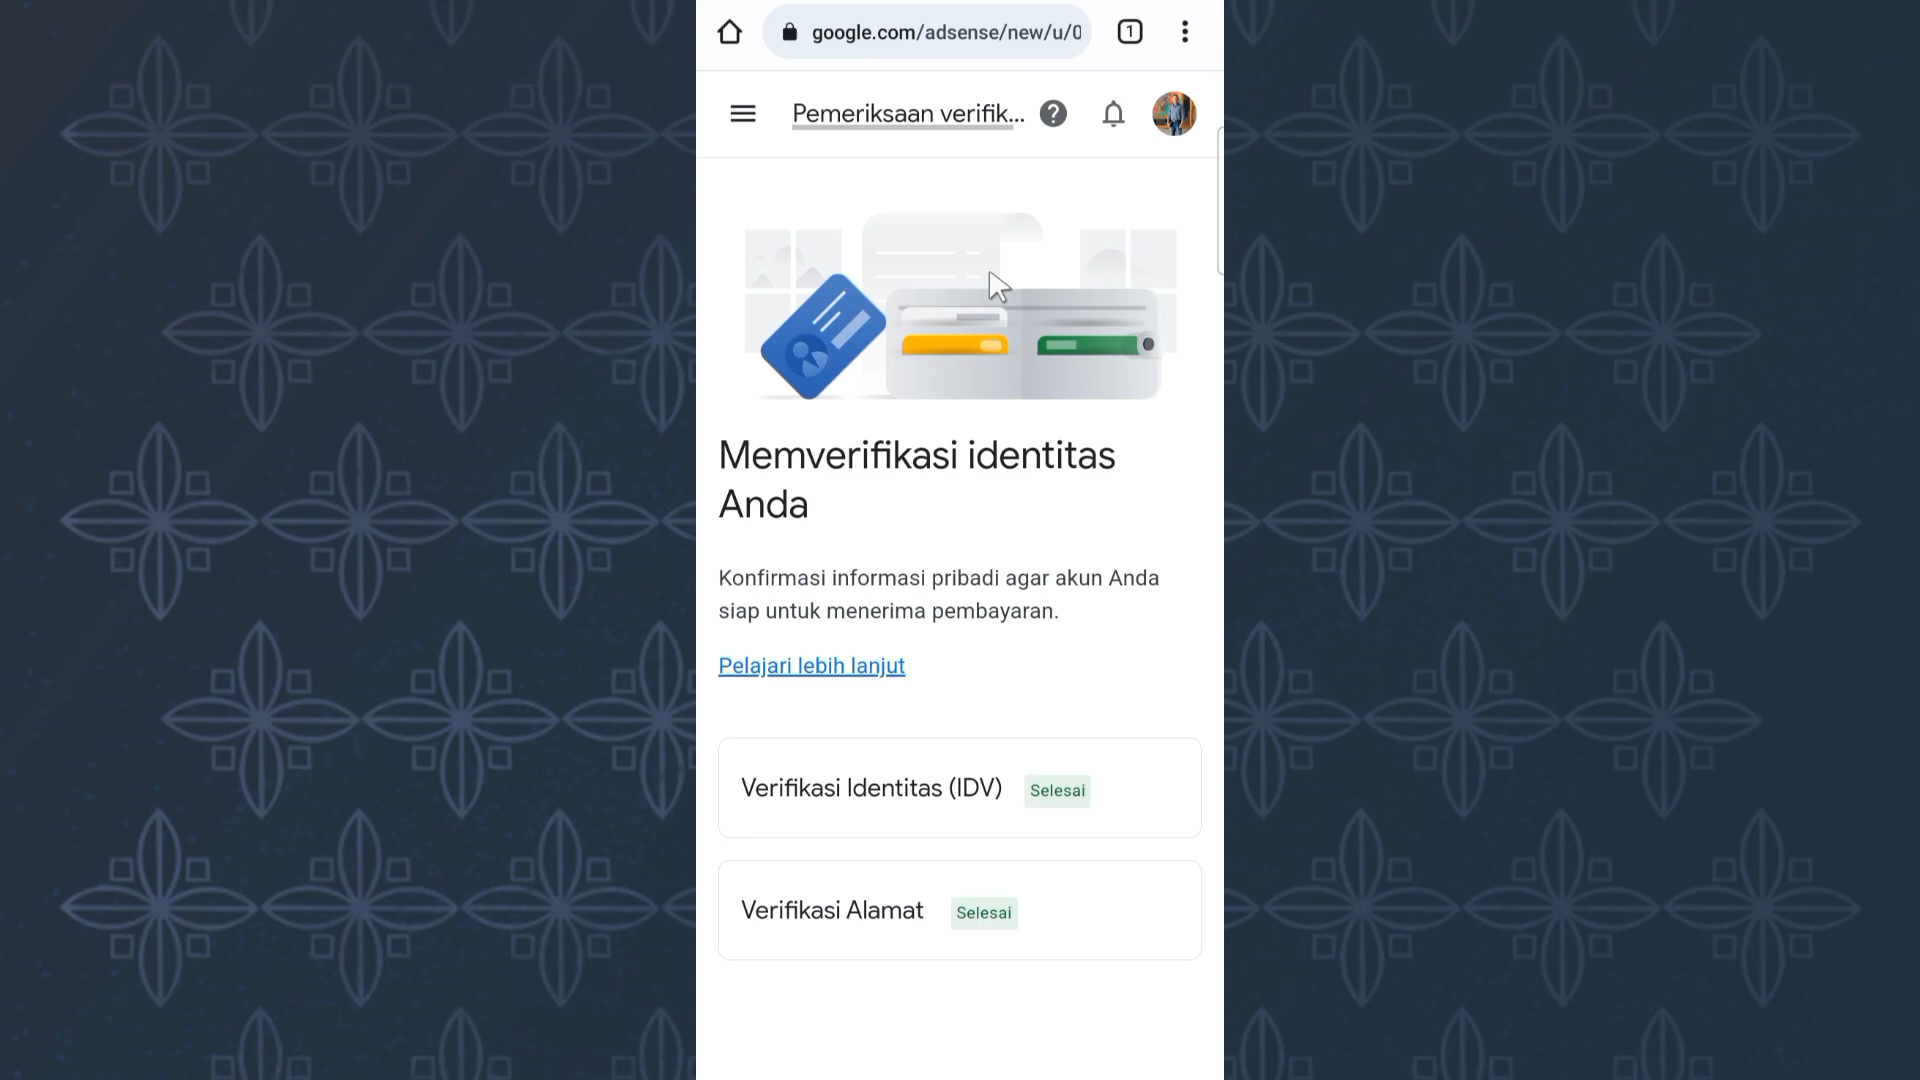 google.com/adsense/new/u/0
1
Pemeriksaan verifik...
Memverifikasi identitas
Anda
Konfirmasi informasi pribadi agar akun Anda
siap untuk menerima pembayaran.
Pelajari lebih lanjut
Verifikasi Identitas (IDV) Selesai
Verifikasi Alamat Selesai